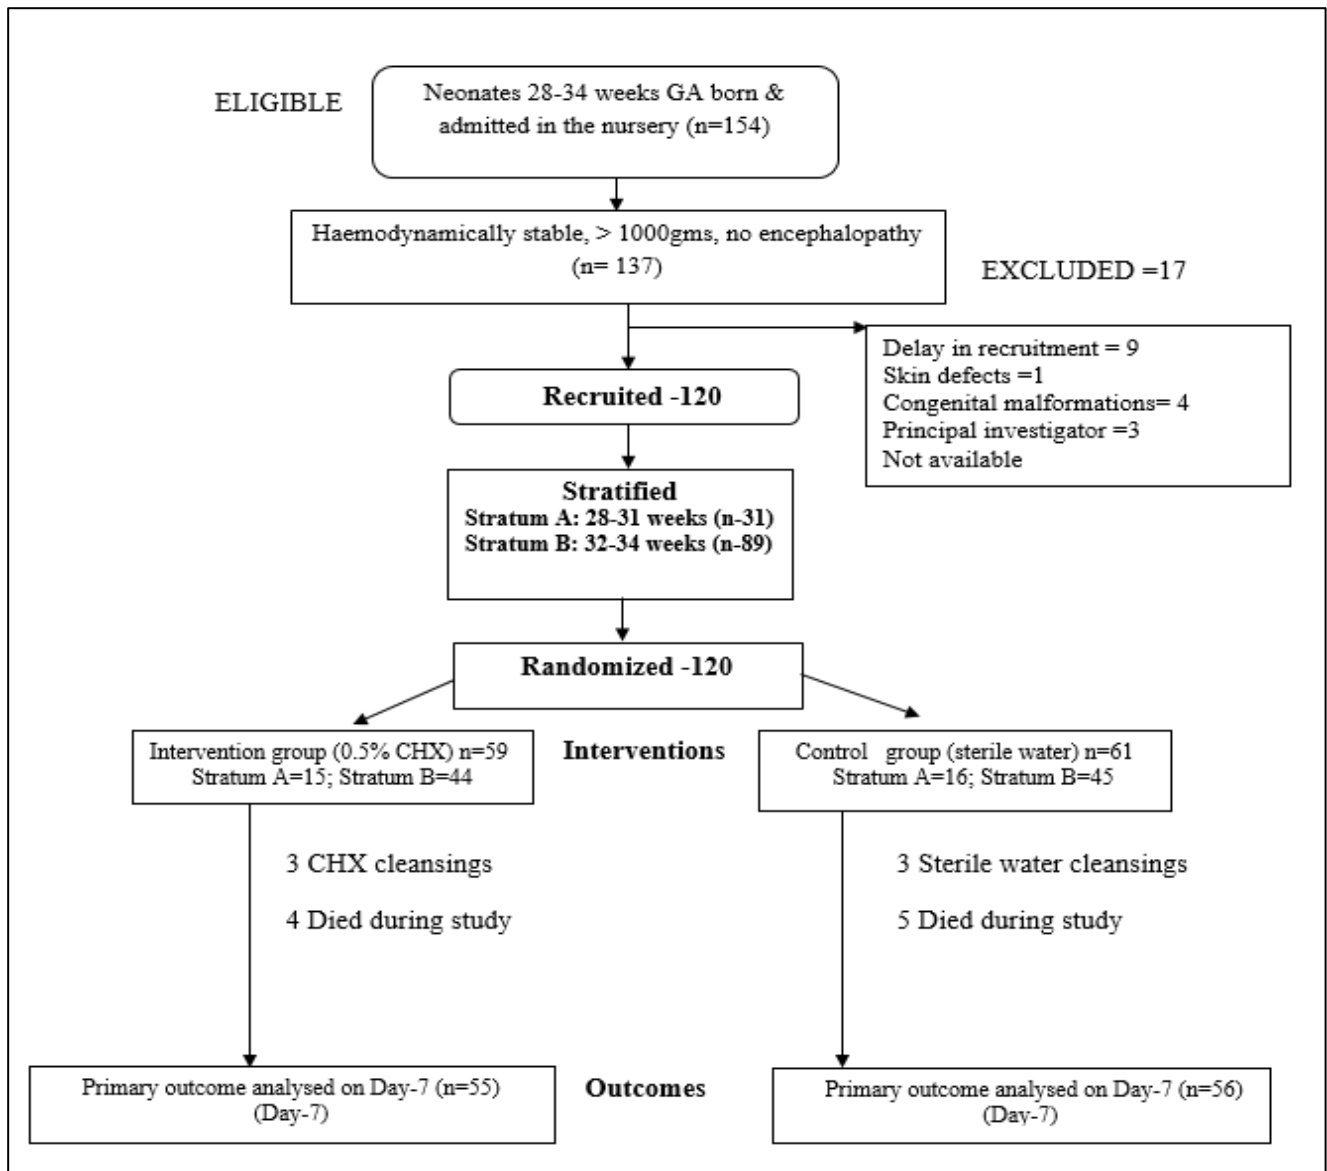 ELIGIBLE
Neonates 28-34 weeks GA born &
admitted in the nursery (n=154)
Haemodynamically stable, > 1000gms, no encephalopathy
(n= 137)
EXCLUDED =17
Delay in recruitment = 9
Skin defects =1
Congenital malformations= 4
Principal investigator =3
Not available
Recruited -120
Stratified
Stratum A: 28-31 weeks (n-31)
Stratum B: 32-34 weeks (n-89)
Randomized -120
Intervention group (0.5% CHX) n=59
Stratum A=15; Stratum B=44
Interventions
Control group (sterile water) n=61
Stratum A=16; Stratum B=45
3 CHX cleansings
4 Died during study
3 Sterile water cleansings
5 Died during study
Primary outcome analysed on Day-7 (n=55)
(Day-7)
Outcomes
Primary outcome analysed on Day-7 (n=56)
(Day-7)